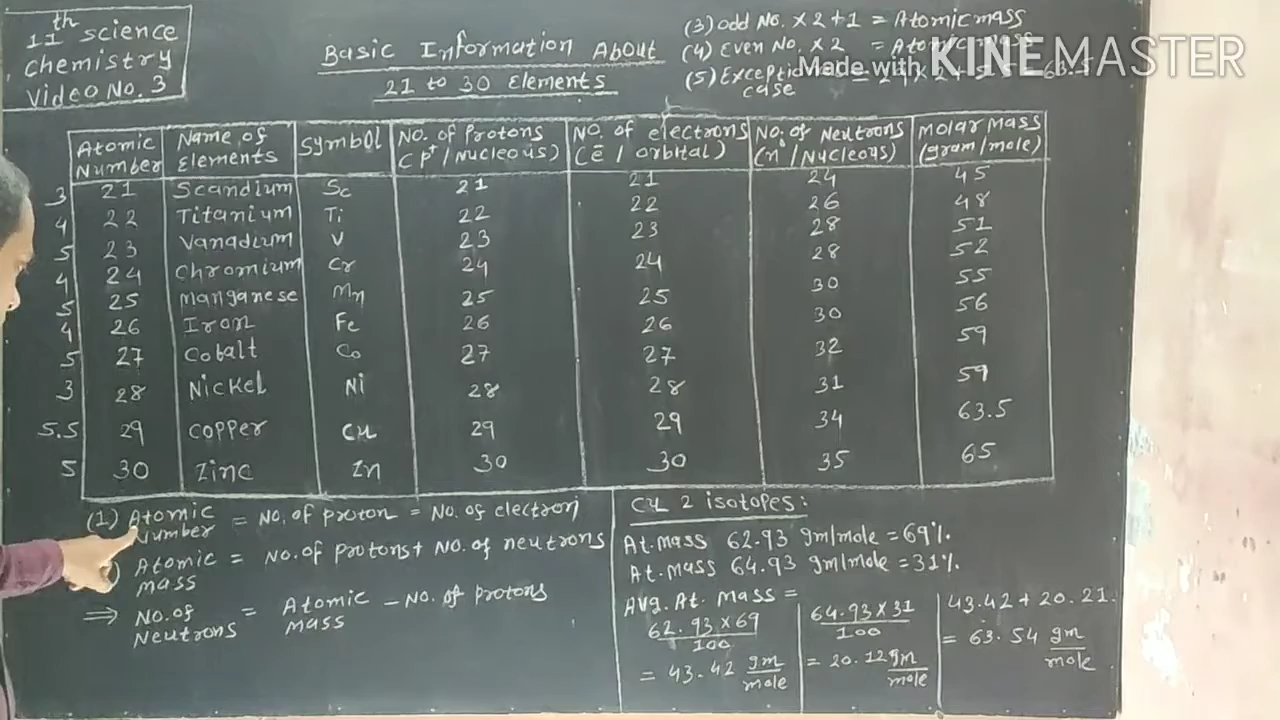 11th science
chemistry
Video No. 3
Basic Information About
21 to 30 Elements
(3) odd No. × 2 + 1 = Atomic mass
(4) Even No. × 2 = Atomic mass
(5) Exception
case
63.5
Made with KINEMASTER
Atomic Number | Name of Elements | Symbol | No. of Protons (p+ / Nucleous) | No. of electrons (ē / orbital) | No. of Neutrons (n° / Nucleous) | Molar Mass (gram / mole)
3 21 Scandium Sc 21 21 24 45
4 22 Titanium Ti 22 22 26 48
5 23 Vanadium V 23 23 28 51
4 24 Chromium Cr 24 24 28 52
5 25 Manganese Mn 25 25 30 55
4 26 Iron Fe 26 26 30 56
5 27 Cobalt Co 27 27 32 59
3 28 Nickel Ni 28 28 31 59
5.5 29 Copper Cu 29 29 34 63.5
5 30 Zinc Zn 30 30 35 65
(1) Atomic Number = No. of proton = No. of electron
Atomic mass = No. of protons + No. of neutrons
⇒ No. of Neutrons = Atomic mass - No. of protons
Cu 2 isotopes:
At. mass 62.93 gm/mole = 69%
At. mass 64.93 gm/mole = 31%.
Avg. At. mass =
62.93 × 69 / 100
= 43.42 gm/mole
64.93 × 31 / 100
= 20.12 gm/mole
43.42 + 20.21.
= 63.54 gm/mole